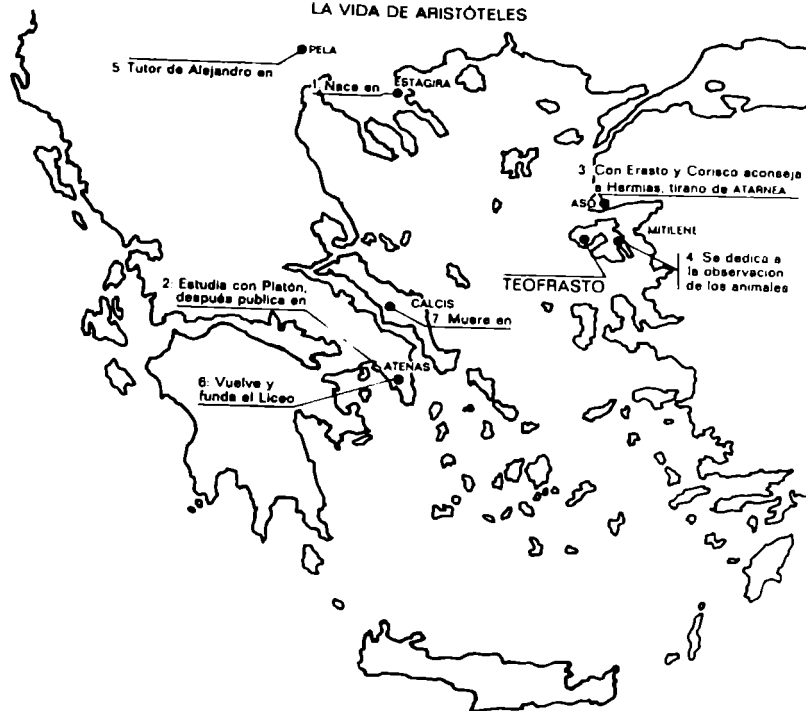 LA VIDA DE ARISTÓTELES
PELA
5 Tutor de Alejandro en
1 Nace en
ESTAGIRA
3 Con Erasto y Corisco aconseja
a Hermias, tirano de ATARNEA
ASO
MITILENE
TEOFRASTO
4 Se dedica a
la observación
de los animales
2: Estudia con Platón,
después publica en
CALCIS
7 Muere en
ATENAS
6: Vuelve y
funda el Liceo